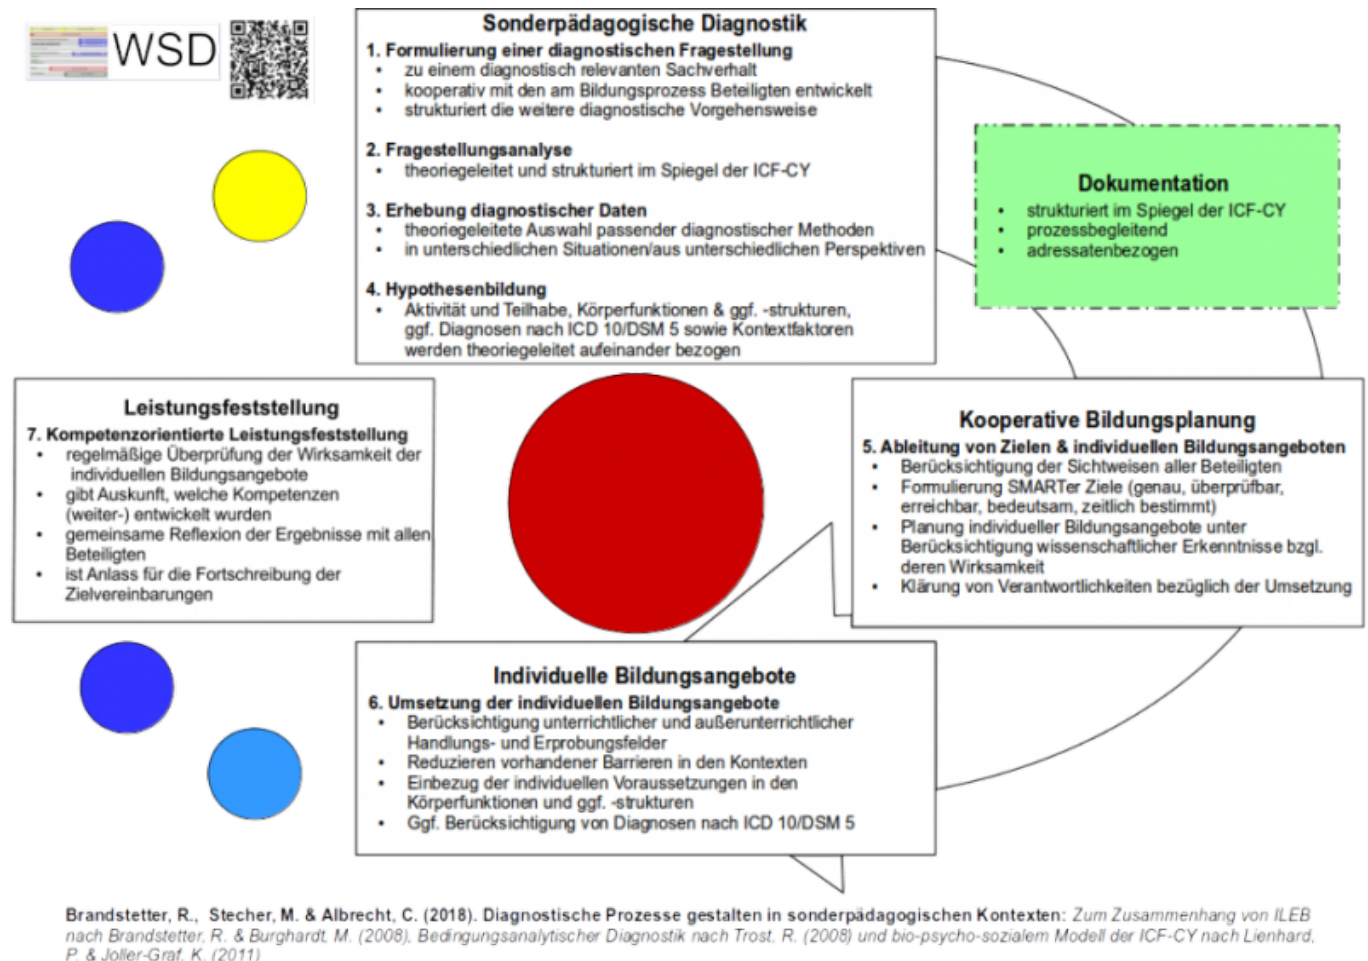 WSD
Sonderpädagogische Diagnostik
1. Formulierung einer diagnostischen Fragestellung
• zu einem diagnostisch relevanten Sachverhalt
• kooperativ mit den am Bildungsprozess Beteiligten entwickelt
• strukturiert die weitere diagnostische Vorgehensweise
2. Fragestellungsanalyse
• theoriegeleitet und strukturiert im Spiegel der ICF-CY
3. Erhebung diagnostischer Daten
• theoriegeleitete Auswahl passender diagnostischer Methoden
• in unterschiedlichen Situationen/aus unterschiedlichen Perspektiven
4. Hypothesenbildung
• Aktivität und Teilhabe, Körperfunktionen & ggf. -strukturen,
ggf. Diagnosen nach ICD 10/DSM 5 sowie Kontextfaktoren
werden theoriegeleitet aufeinander bezogen
Dokumentation
• strukturiert im Spiegel der ICF-CY
• prozessbegleitend
• adressatenbezogen
Leistungsfeststellung
7. Kompetenzorientierte Leistungsfeststellung
• regelmäßige Überprüfung der Wirksamkeit der
individuellen Bildungsangebote
• gibt Auskunft, welche Kompetenzen
(weiter-) entwickelt wurden
• gemeinsame Reflexion der Ergebnisse mit allen
Beteiligten
• ist Anlass für die Fortschreibung der
Zielvereinbarungen
Kooperative Bildungsplanung
5. Ableitung von Zielen & individuellen Bildungsangeboten
• Berücksichtigung der Sichtweisen aller Beteiligten
• Formulierung SMARTer Ziele (genau, überprüfbar,
erreichbar, bedeutsam, zeitlich bestimmt)
• Planung individueller Bildungsangebote unter
Berücksichtigung wissenschaftlicher Erkenntnisse bzgl.
deren Wirksamkeit
• Klärung von Verantwortlichkeiten bezüglich der Umsetzung
Individuelle Bildungsangebote
6. Umsetzung der individuellen Bildungsangebote
• Berücksichtigung unterrichtlicher und außerunterrichtlicher
Handlungs- und Erprobungsfelder
• Reduzieren vorhandener Barrieren in den Kontexten
• Einbezug der individuellen Voraussetzungen in den
Körperfunktionen und ggf. -strukturen
• Ggf. Berücksichtigung von Diagnosen nach ICD 10/DSM 5
Brandstetter, R., Stecher, M. & Albrecht, C. (2018). Diagnostische Prozesse gestalten in sonderpädagogischen Kontexten: Zum Zusammenhang von ILEB
nach Brandstetter, R. & Burghardt, M. (2008), Bedingungsanalytischer Diagnostik nach Trost, R. (2008) und bio-psycho-sozialem Modell der ICF-CY nach Lienhard,
P. & Joller-Graf, K. (2011)